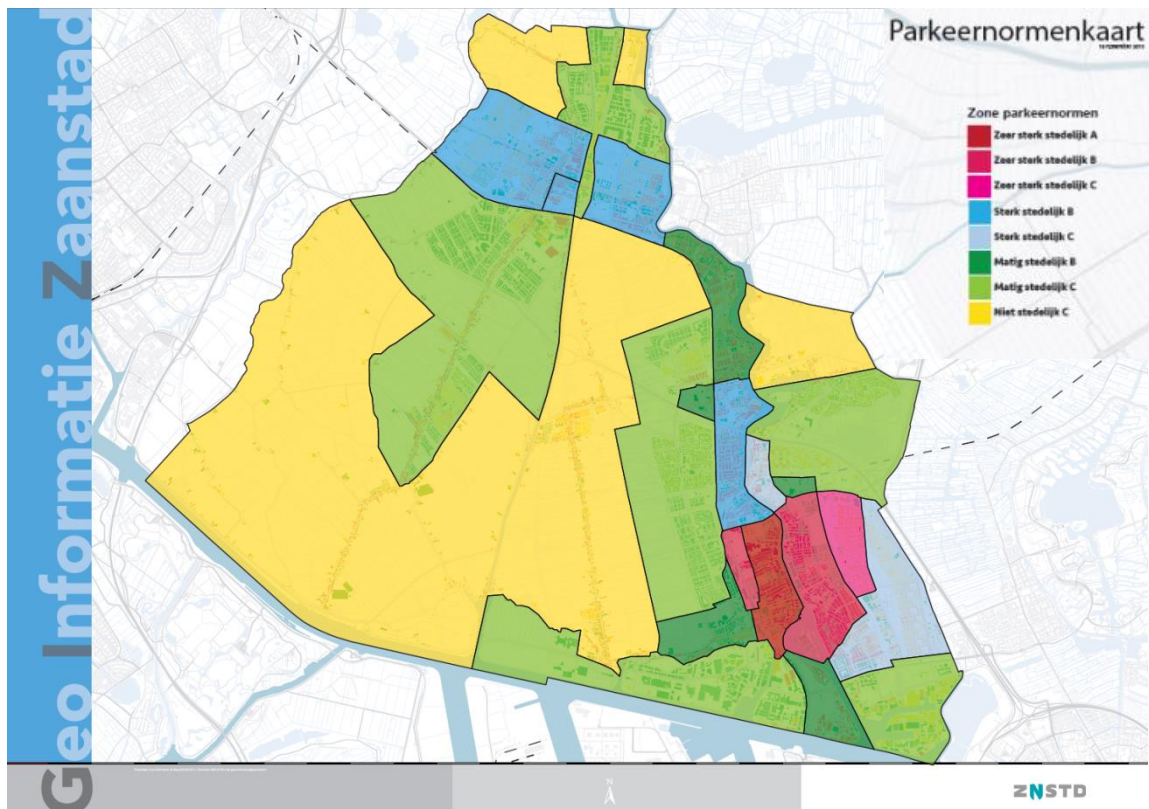 Geo Informatie Zaanstad
Parkeernormenkaart
Zone parkeernormen
Zeer sterk stedelijk A
Zeer sterk stedelijk B
Zeer sterk stedelijk C
Sterk stedelijk B
Sterk stedelijk C
Matig stedelijk B
Matig stedelijk C
Niet stedelijk C
N
ZNSTD